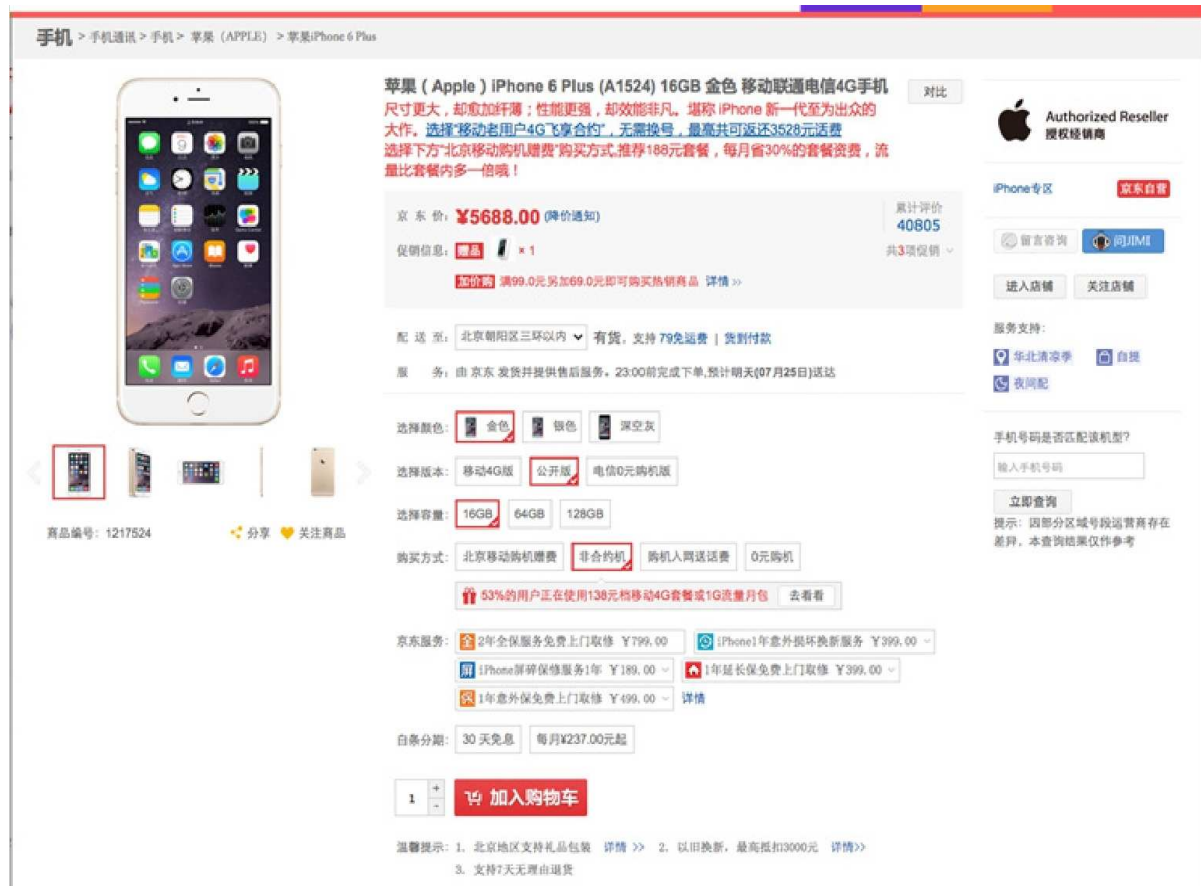 手机 > 手机通讯 > 手机 > 苹果（APPLE） > 苹果iPhone 6 Plus
苹果（Apple）iPhone 6 Plus (A1524) 16GB 金色 移动联通电信4G手机
对比
尺寸更大，却愈加纤薄；性能更强，却效能非凡。堪称 iPhone 新一代至为出众的
大作。选择“移动老用户4G飞享合约”，无需换号，最高共可返还3528元话费
选择下方“北京移动购机赠费”购买方式,推荐188元套餐，每月省30%的套餐资费，流
量比套餐内多一倍哦！
京东价: ¥5688.00 (降价通知)
累计评价
40805
促销信息: 赠品 × 1
共3项促销
加价购 满99.0元另加69.0元即可购买热销商品 详情 >>
配送至: 北京朝阳区三环以内 有货，支持 79免运费 | 货到付款
服务: 由 京东 发货并提供售后服务。23:00前完成下单,预计明天(07月25日)送达
选择颜色: 金色 银色 深空灰
选择版本: 移动4G版 公开版 电信0元购机版
选择容量: 16GB 64GB 128GB
购买方式: 北京移动购机赠费 非合约机 购机入网送话费 0元购机
53%的用户正在使用138元档移动4G套餐或1G流量月包 去看看
京东服务: 全 2年全保服务免费上门取修 ¥799.00 iPhone1年意外损坏换新服务 ¥399.00
屏 iPhone屏碎保修服务1年 ¥189.00 1年延长保免费上门取修 ¥399.00
保 1年意外保免费上门取修 ¥499.00 详情
白条分期: 30 天免息 每月¥237.00元起
1 + -
加入购物车
温馨提示: 1. 北京地区支持礼品包装 详情 >> 2. 以旧换新，最高抵扣3000元 详情>>
3. 支持7天无理由退货
商品编号: 1217524 分享 关注商品
Authorized Reseller
授权经销商
iPhone专区 京东自营
留言咨询 问JIMI
进入店铺 关注店铺
服务支持:
华北清凉季 自提
夜间配
手机号码是否匹配该机型?
输入手机号码
立即查询
提示: 因部分区域号段运营商存在
差异，本查询结果仅作参考